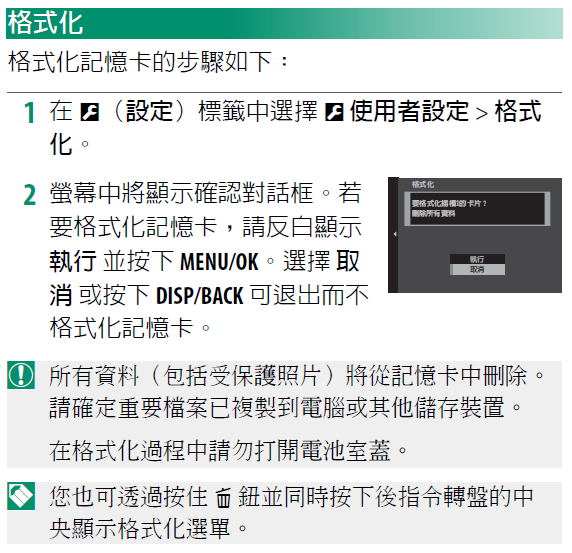 格式化
格式化記憶卡的步驟如下：
1 在 （設定）標籤中選擇 使用者設定 > 格式
化。
2 螢幕中將顯示確認對話框。若
要格式化記憶卡，請反白顯示
執行 並按下 MENU/OK。選擇 取
消 或按下 DISP/BACK 可退出而不
格式化記憶卡。
格式化
要格式化插槽1的卡片？
刪除所有資料
執行
取消
所有資料（包括受保護照片）將從記憶卡中刪除。
請確定重要檔案已複製到電腦或其他儲存裝置。
在格式化過程中請勿打開電池室蓋。
您也可透過按住 鈕並同時按下後指令轉盤的中
央顯示格式化選單。